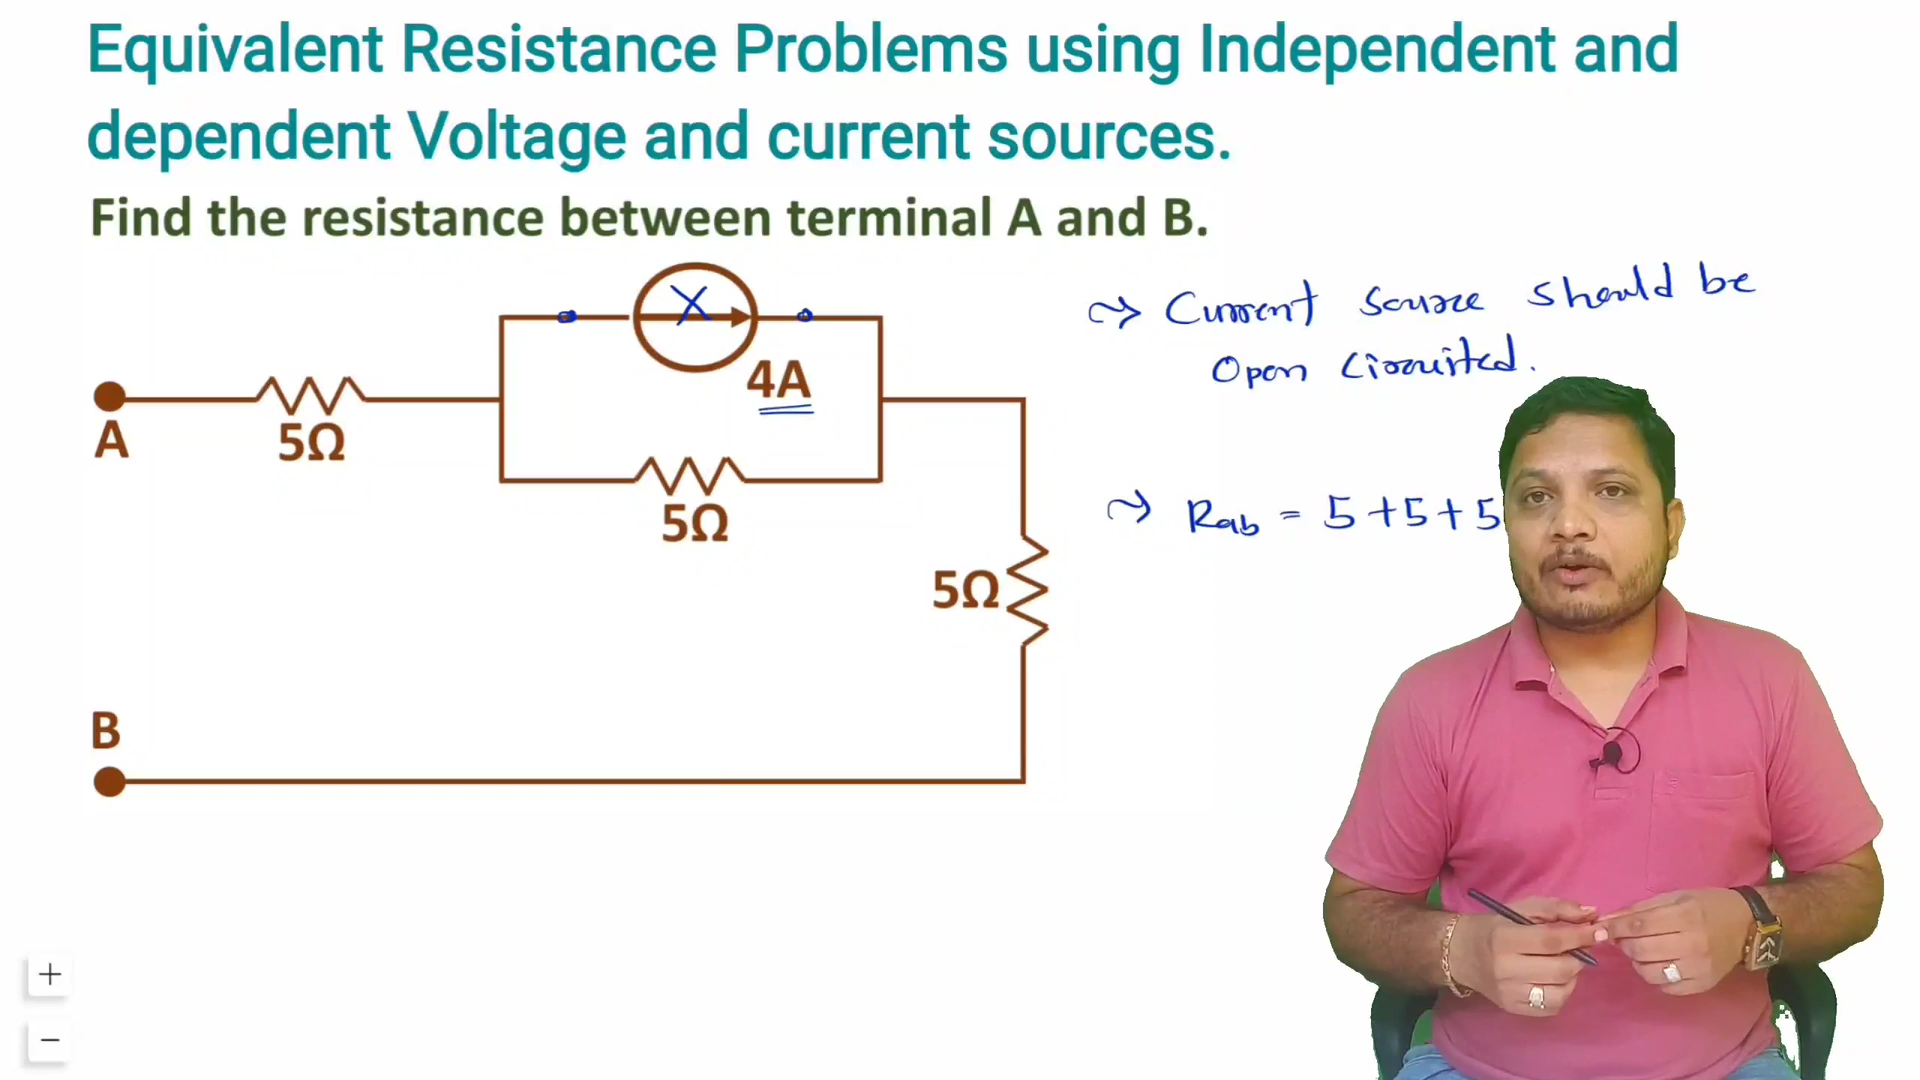 Equivalent Resistance Problems using Independent and
dependent Voltage and current sources.
Find the resistance between terminal A and B.
X
4A
A
5Ω
5Ω
5Ω
B
~> Current source should be
Open circuited.
~> Rab = 5+5+5
+
−